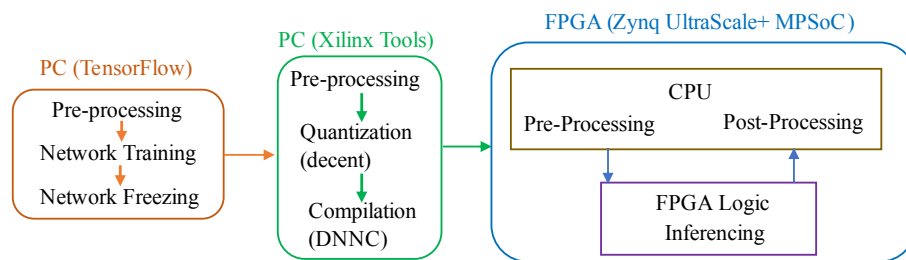 PC (TensorFlow)
Pre-processing
Network Training
Network Freezing
PC (Xilinx Tools)
Pre-processing
Quantization
(decent)
Compilation
(DNNC)
FPGA (Zynq UltraScale+ MPSoC)
CPU
Pre-Processing
Post-Processing
FPGA Logic
Inferencing